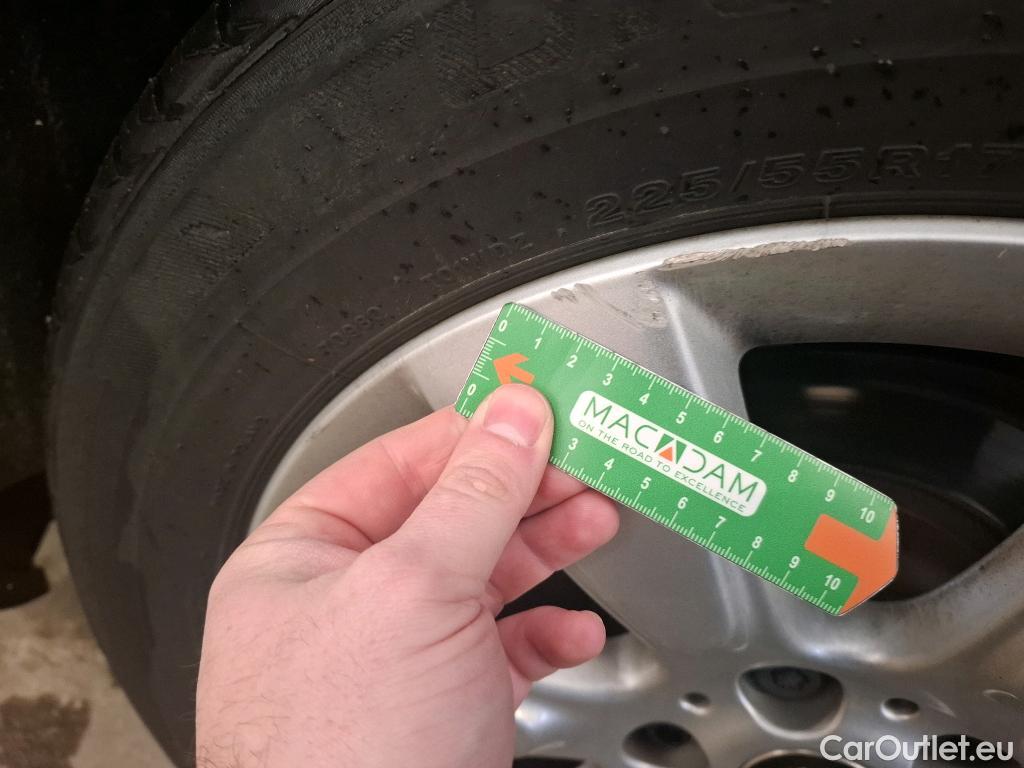 225/55R17
0 1 2 3 4 5 6 7 8 9 10
MACADAM
ON THE ROAD TO EXCELLENCE
0 3 4 5 6 7 8 9 10
CarOutlet.eu